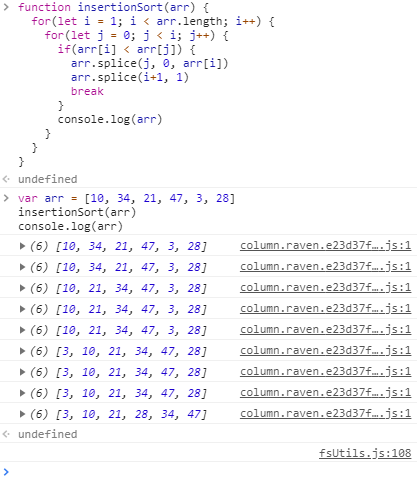 function insertionSort(arr) {
for(let i = 1; i < arr.length; i++) {
for(let j = 0; j < i; j++) {
if(arr[i] < arr[j]) {
arr.splice(j, 0, arr[i])
arr.splice(i+1, 1)
break
}
console.log(arr)
}
}
}
undefined
var arr = [10, 34, 21, 47, 3, 28]
insertionSort(arr)
console.log(arr)
(6) [10, 34, 21, 47, 3, 28] column.raven.e23d37f….js:1
(6) [10, 34, 21, 47, 3, 28] column.raven.e23d37f….js:1
(6) [10, 21, 34, 47, 3, 28] column.raven.e23d37f….js:1
(6) [10, 21, 34, 47, 3, 28] column.raven.e23d37f….js:1
(6) [10, 21, 34, 47, 3, 28] column.raven.e23d37f….js:1
(6) [3, 10, 21, 34, 47, 28] column.raven.e23d37f….js:1
(6) [3, 10, 21, 34, 47, 28] column.raven.e23d37f….js:1
(6) [3, 10, 21, 34, 47, 28] column.raven.e23d37f….js:1
(6) [3, 10, 21, 28, 34, 47] column.raven.e23d37f….js:1
undefined
fsUtils.js:108